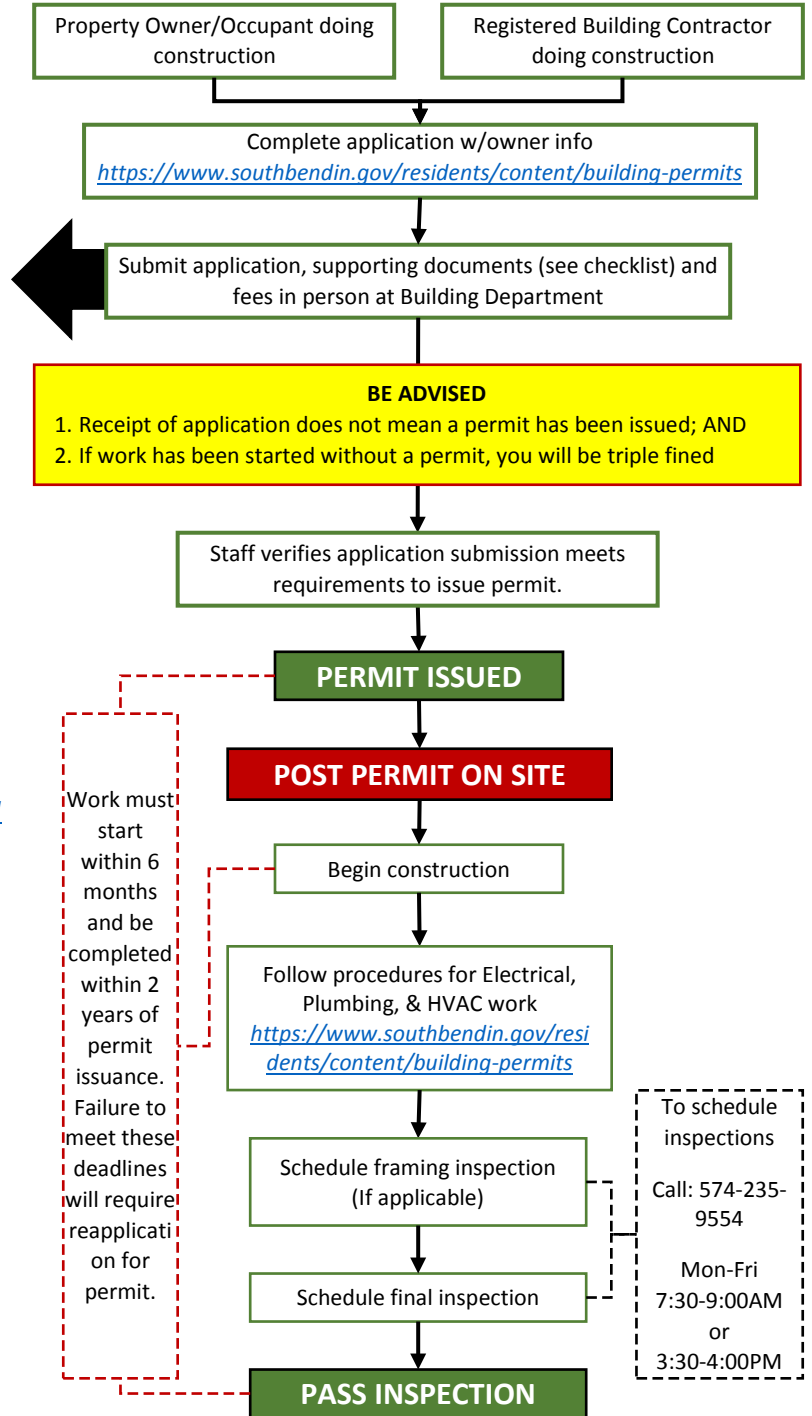 Property Owner/Occupant doing
construction
Registered Building Contractor
doing construction
Complete application w/owner info
https://www.southbendin.gov/residents/content/building-permits
Submit application, supporting documents (see checklist) and
fees in person at Building Department
BE ADVISED
1. Receipt of application does not mean a permit has been issued; AND
2. If work has been started without a permit, you will be triple fined
Staff verifies application submission meets
requirements to issue permit.
PERMIT ISSUED
POST PERMIT ON SITE
Work must
start
within 6
months
and be
completed
within 2
years of
permit
issuance.
Failure to
meet these
deadlines
will require
reapplicati
on for
permit.
Begin construction
Follow procedures for Electrical,
Plumbing, & HVAC work
https://www.southbendin.gov/resi
dents/content/building-permits
Schedule framing inspection
(If applicable)
Schedule final inspection
To schedule
inspections
Call: 574-235-
9554
Mon-Fri
7:30-9:00AM
or
3:30-4:00PM
PASS INSPECTION